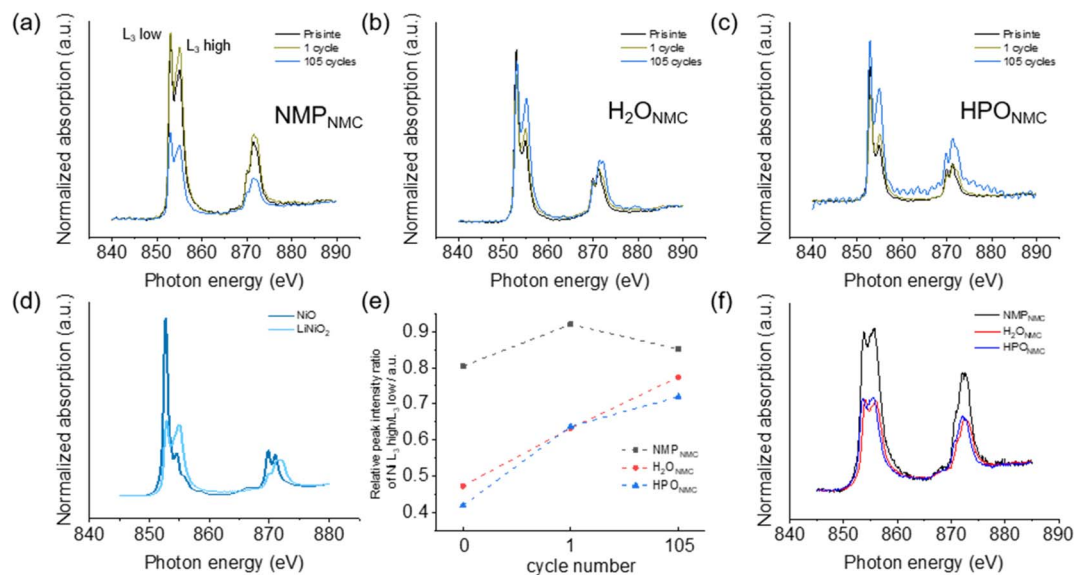 (a)
L3 low
L3 high
Prisinte
1 cycle
105 cycles
NMPNMC
Normalized absorption (a.u.)
840 850 860 870 880 890
Photon energy (eV)
(b)
Prisinte
1 cycle
105 cycles
H2ONMC
Normalized absorption (a.u.)
840 850 860 870 880 890
Photon energy (eV)
(c)
Prisinte
1 cycle
105 cycles
HPONMC
Normalized absorption (a.u.)
840 850 860 870 880 890
Photon energy (eV)
(d)
NiO
LiNiO2
Normalized absorption (a.u.)
840 850 860 870 880
Photon energy (eV)
(e)
Relative peak intensity ratio
of Ni L3 high/L3 low / a.u.
0.9
0.8
0.7
0.6
0.5
0.4
NMPNMC
H2ONMC
HPONMC
0 1 105
cycle number
(f)
NMPNMC
H2ONMC
HPONMC
Normalized absorption (a.u.)
840 850 860 870 880 890
Photon energy (eV)